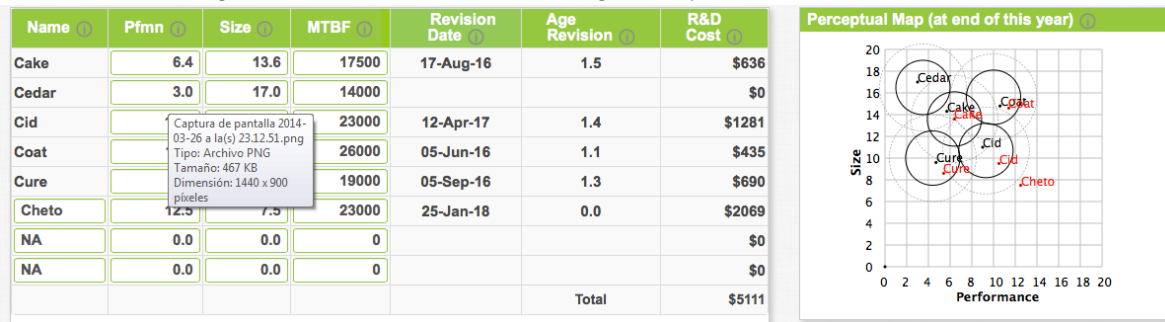 Name Pfmn Size MTBF Revision Date Age Revision R&D Cost
Cake 6.4 13.6 17500 17-Aug-16 1.5 $636
Cedar 3.0 17.0 14000 $0
Cid 23000 12-Apr-17 1.4 $1281
Coat 26000 05-Jun-16 1.1 $435
Cure 19000 05-Sep-16 1.3 $690
Cheto 12.5 7.5 23000 25-Jan-18 0.0 $2069
NA 0.0 0.0 0 $0
NA 0.0 0.0 0 $0
Total $5111
Captura de pantalla 2014-
03-26 a la(s) 23.12.51.png
Tipo: Archivo PNG
Tamaño: 467 KB
Dimensión: 1440 x 900
píxeles
Perceptual Map (at end of this year)
20
18
16
14
12
10
8
6
4
2
0
Size
Cedar
Coat
Coat
Cake
Cake
Cid
Cure
Cid
Cure
Cheto
0 2 4 6 8 10 12 14 16 18 20
Performance